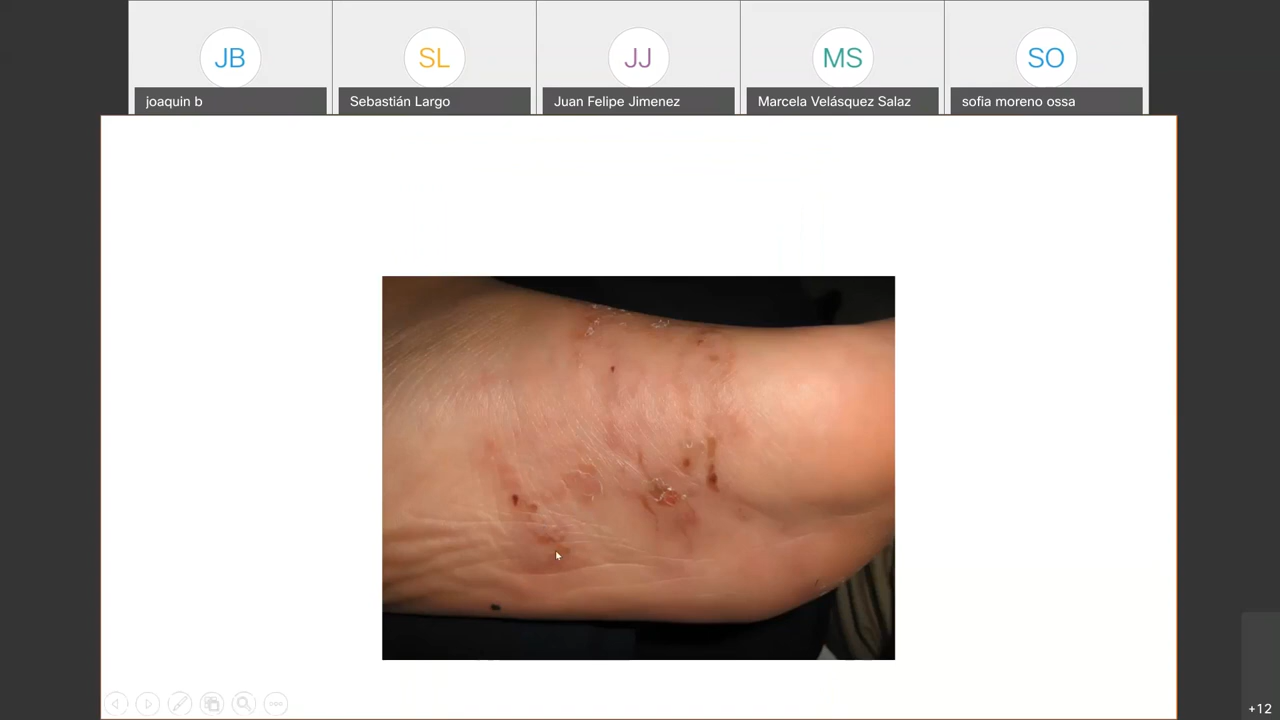 JB
joaquin b
SL
Sebastián Largo
JJ
Juan Felipe Jimenez
MS
Marcela Velásquez Salaz
SO
sofia moreno ossa
+12